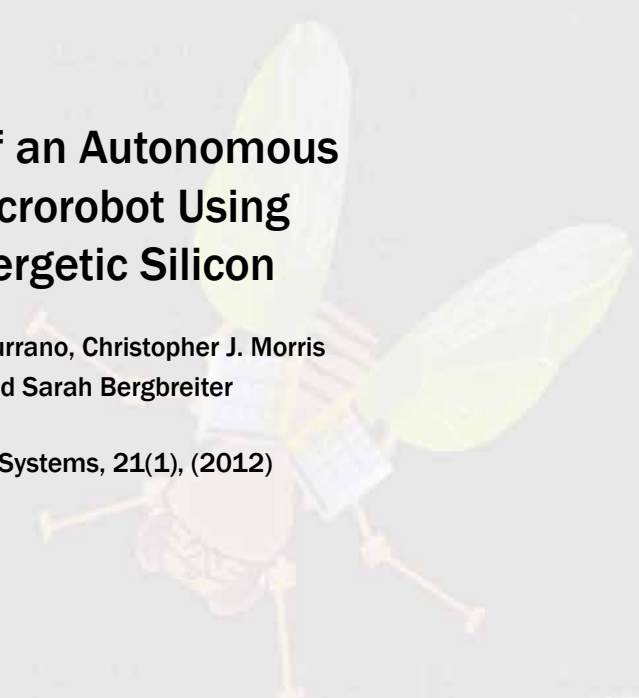 f an Autonomous
crorobot Using
ergetic Silicon
urrano, Christopher J. Morris
d Sarah Bergbreiter
Systems, 21(1), (2012)